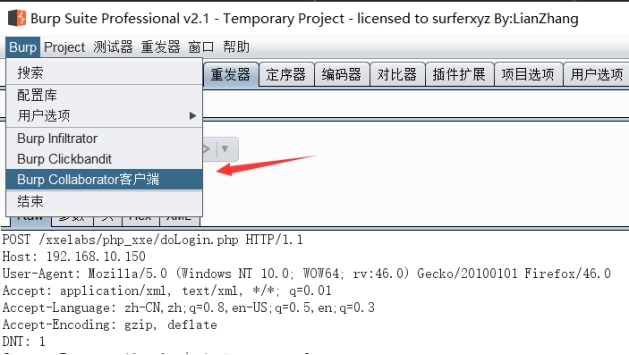 Burp Suite Professional v2.1 - Temporary Project - licensed to surferxyz By:LianZhang
Burp Project 测试器 重发器 窗口 帮助
搜索
重发器 定序器 编码器 对比器 插件扩展 项目选项 用户选项
配置库
用户选项
Burp Infiltrator
Burp Clickbandit
Burp Collaborator客户端
结束
POST /xxelabs/php_xxe/doLogin.php HTTP/1.1
Host: 192.168.10.150
User-Agent: Mozilla/5.0 (Windows NT 10.0; WOW64; rv:46.0) Gecko/20100101 Firefox/46.0
Accept: application/xml, text/xml, */*; q=0.01
Accept-Language: zh-CN,zh;q=0.8,en-US;q=0.5,en;q=0.3
Accept-Encoding: gzip, deflate
DNT: 1